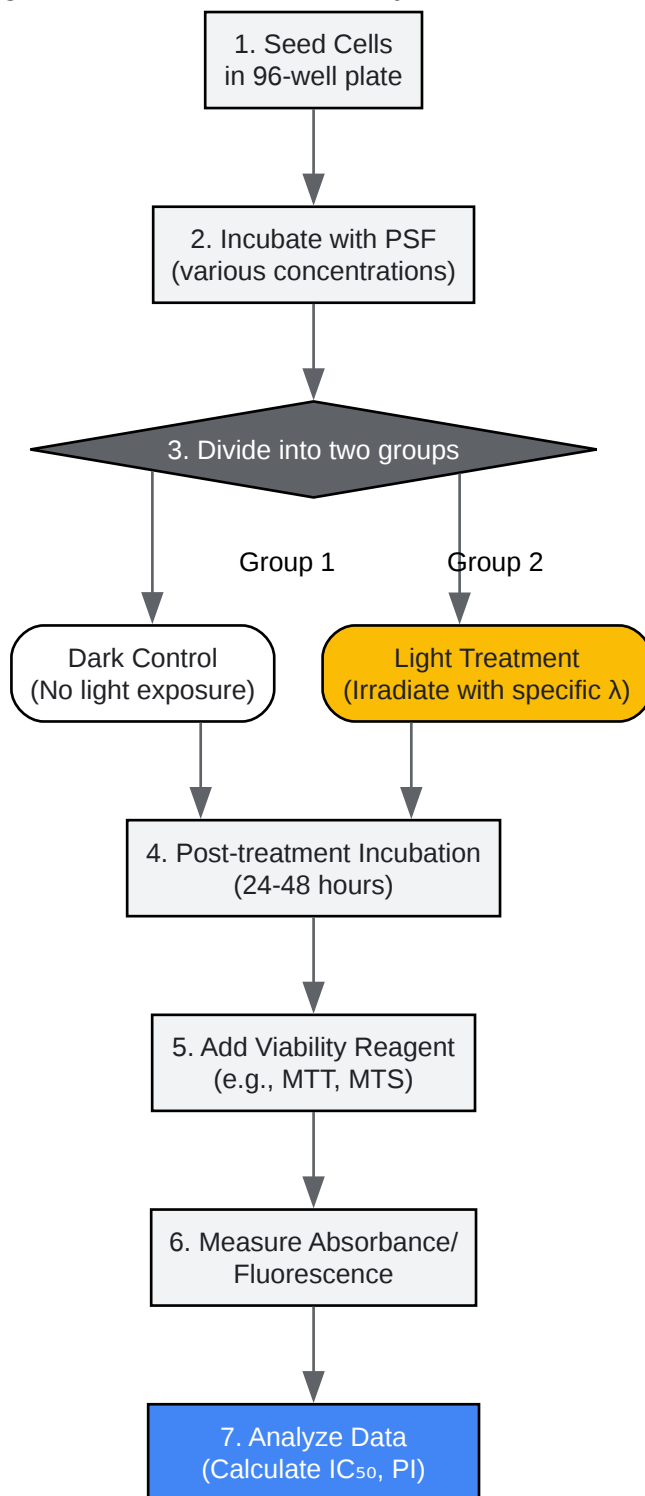 1. Seed Cells
in 96-well plate
2. Incubate with PSF
(various concentrations)
3. Divide into two groups
Group 1
Group 2
Dark Control
(No light exposure)
Light Treatment
(Irradiate with specific λ)
4. Post-treatment Incubation
(24-48 hours)
5. Add Viability Reagent
(e.g., MTT, MTS)
6. Measure Absorbance/
Fluorescence
7. Analyze Data
(Calculate IC₅₀, PI)